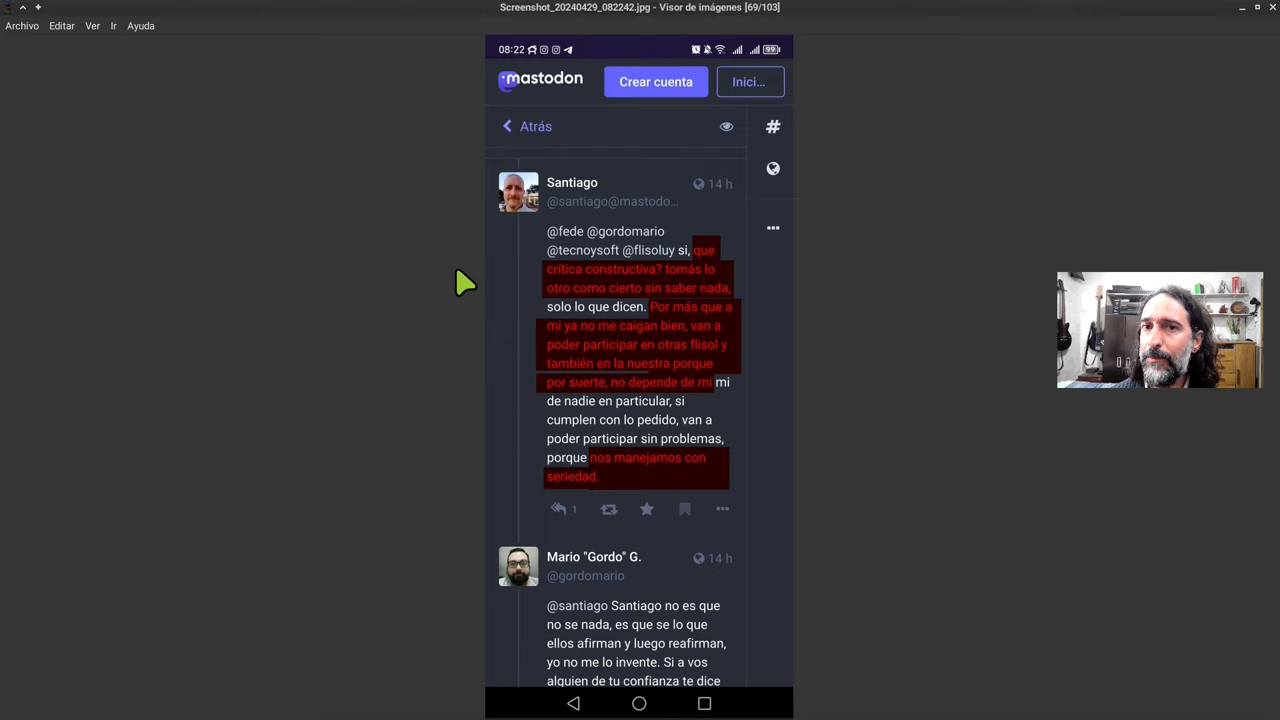 Screenshot_20240429_082242.jpg - Visor de imágenes [69/103]
Archivo Editar Ver Ir Ayuda
08:22 99
mastodon Crear cuenta Inici...
Atrás
Santiago 14 h
@santiago@mastodo...
@fede @gordomario
@tecnoysoft @flisoluy si, que
crítica constructiva? tomás lo
otro como cierto sin saber nada,
solo lo que dicen. Por más que a
mi ya no me caigan bien, van a
poder participar en otras flisol y
también en la nuestra porque
por suerte, no depende de mi mi
de nadie en particular, si
cumplen con lo pedido, van a
poder participar sin problemas,
porque nos manejamos con
seriedad.
1
Mario "Gordo" G. 14 h
@gordomario
@santiago Santiago no es que
no se nada, es que se lo que
ellos afirman y luego reafirman,
yo no me lo invente. Si a vos
alguien de tu confianza te dice